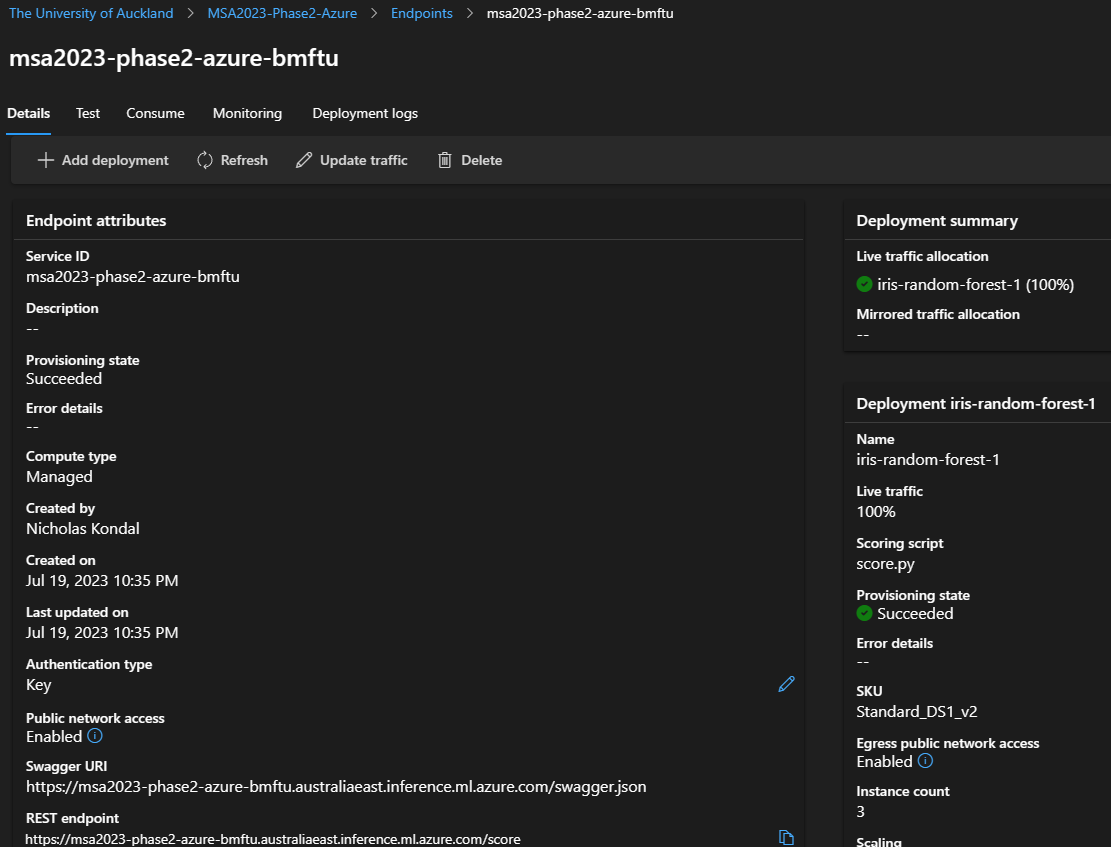 The University of Auckland > MSA2023-Phase2-Azure > Endpoints > msa2023-phase2-azure-bmftu
msa2023-phase2-azure-bmftu
Details Test Consume Monitoring Deployment logs
Add deployment Refresh Update traffic Delete
Endpoint attributes
Service ID
msa2023-phase2-azure-bmftu
Description
--
Provisioning state
Succeeded
Error details
--
Compute type
Managed
Created by
Nicholas Kondal
Created on
Jul 19, 2023 10:35 PM
Last updated on
Jul 19, 2023 10:35 PM
Authentication type
Key
Public network access
Enabled
Swagger URI
https://msa2023-phase2-azure-bmftu.australiaeast.inference.ml.azure.com/swagger.json
REST endpoint
https://msa2023-phase2-azure-bmftu.australiaeast.inference.ml.azure.com/score
Deployment summary
Live traffic allocation
iris-random-forest-1 (100%)
Mirrored traffic allocation
--
Deployment iris-random-forest-1
Name
iris-random-forest-1
Live traffic
100%
Scoring script
score.py
Provisioning state
Succeeded
Error details
--
SKU
Standard_DS1_v2
Egress public network access
Enabled
Instance count
3
Scaling